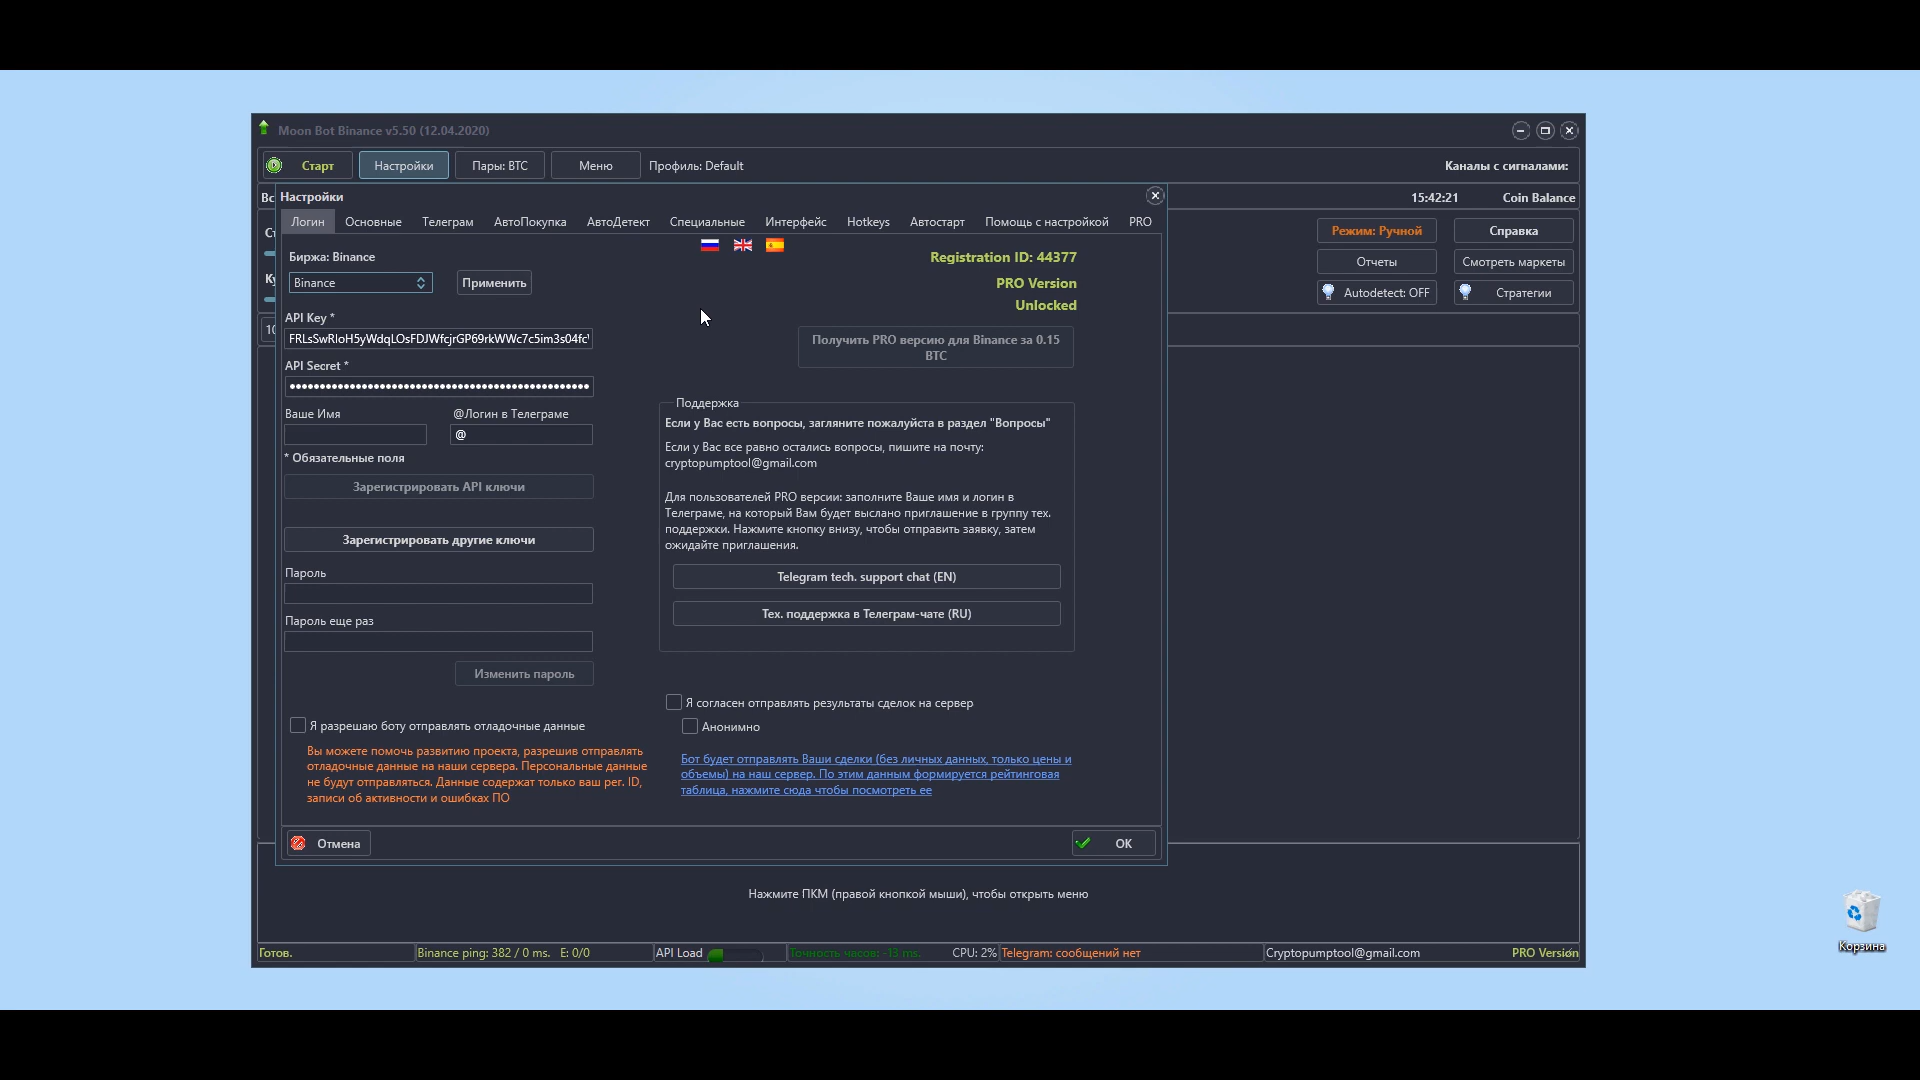 Moon Bot Binance v5.50 (12.04.2020)
Старт
Настройки
Пары: BTC
Меню
Профиль: Default
Каналы с сигналами:
Настройки
15:42:21
Coin Balance
Логин
Основные
Телеграм
АвтоПокупка
АвтоДетект
Специальные
Интерфейс
Hotkeys
Автостарт
Помощь с настройкой
PRO
Режим: Ручной
Справка
Отчеты
Смотреть маркеты
Autodetect: OFF
Стратегии
Биржа: Binance
Binance
Применить
Registration ID: 44377
PRO Version
Unlocked
Получить PRO версию для Binance за 0.15
BTC
API Key *
API Secret *
Ваше Имя
@Логин в Телеграме
@
* Обязательные поля
Зарегистрировать API ключи
Зарегистрировать другие ключи
Пароль
Пароль еще раз
Изменить пароль
Поддержка
Если у Вас есть вопросы, загляните пожалуйста в раздел "Вопросы"
Если у Вас все равно остались вопросы, пишите на почту:
cryptopumptool@gmail.com
Для пользователей PRO версии: заполните Ваше имя и логин в
Телеграме, на который Вам будет выслано приглашение в группу тех.
поддержки. Нажмите кнопку внизу, чтобы отправить заявку, затем
ожидайте приглашения.
Telegram tech. support chat (EN)
Тех. поддержка в Телеграм-чате (RU)
Я разрешаю боту отправлять отладочные данные
Вы можете помочь развитию проекта, разрешив отправлять
отладочные данные на наши сервера. Персональные данные
не будут отправляться. Данные содержат только ваш рег. ID,
записи об активности и ошибках ПО
Я согласен отправлять результаты сделок на сервер
Анонимно
Бот будет отправлять Ваши сделки (без личных данных, только цены и
объемы) на наш сервер. По этим данным формируется рейтинговая
таблица, нажмите сюда чтобы посмотреть ее
Отмена
OK
Нажмите ПКМ (правой кнопкой мыши), чтобы открыть меню
Готов.
Binance ping: 382 / 0 ms.
E: 0/0
API Load
Точность часов: -13 ms.
CPU: 2%
Telegram: сообщений нет
Cryptopumptool@gmail.com
PRO Version
Корзина